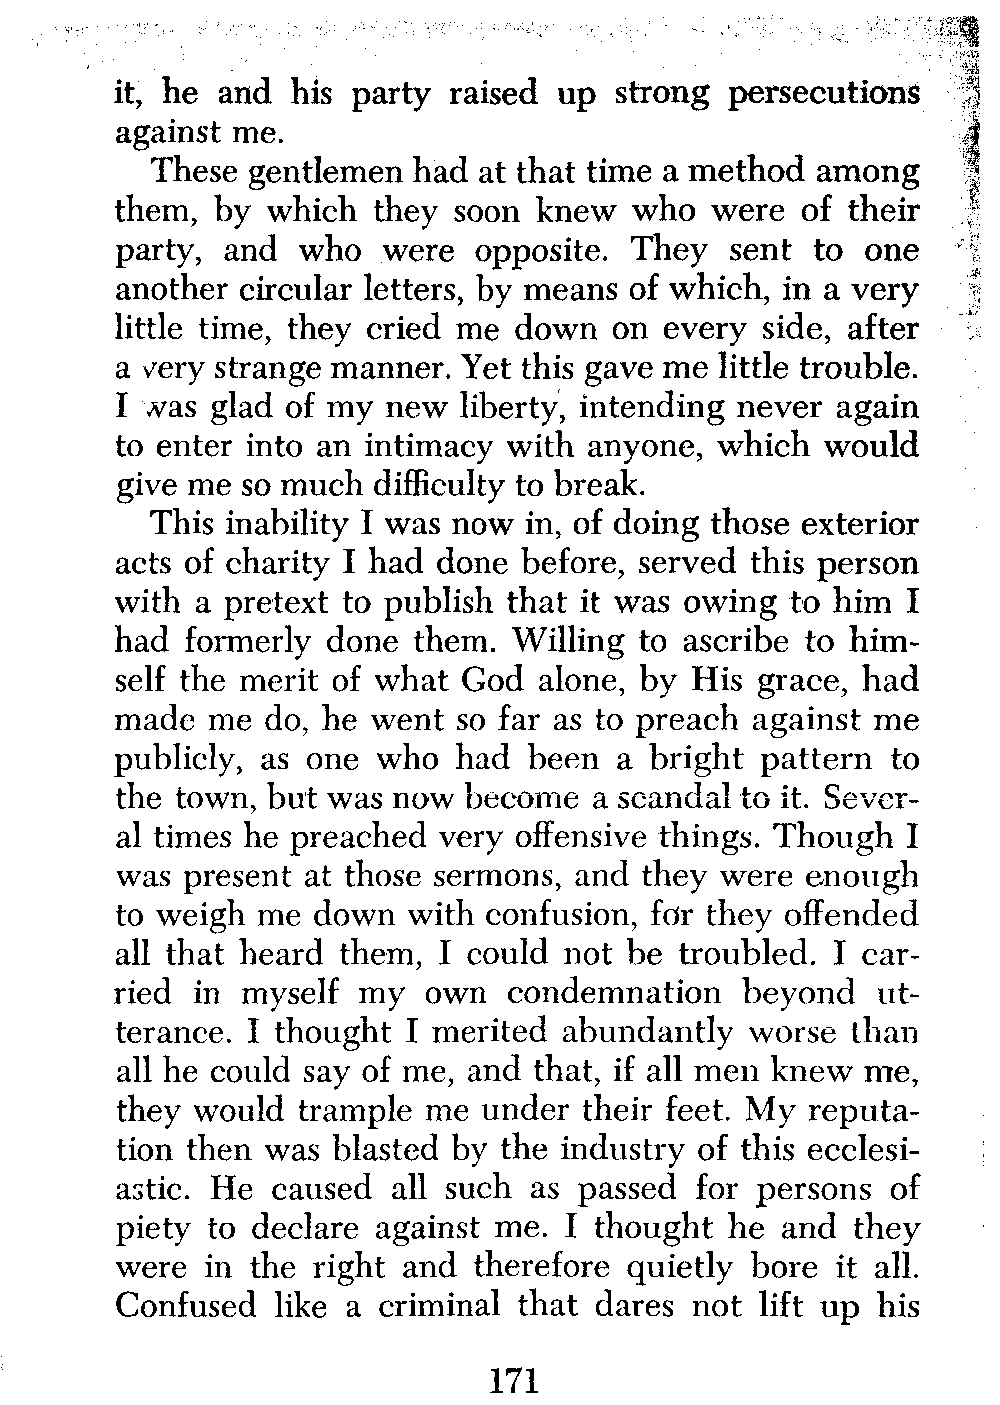 it, he and his party raised up strong persecutions
against me.
These gentlemen had at that time a method among
them, by which they soon knew who were of their
party, and who were opposite. They sent to one
another circular letters, by means of which, in a very
little time, they cried me down on every side, after
a very strange manner. Yet this gave me little trouble.
I was glad of my new liberty, intending never again
to enter into an intimacy with anyone, which would
give me so much difficulty to break.
This inability I was now in, of doing those exterior
acts of charity I had done before, served this person
with a pretext to publish that it was owing to him I
had formerly done them. Willing to ascribe to him-
self the merit of what God alone, by His grace, had
made me do, he went so far as to preach against me
publicly, as one who had been a bright pattern to
the town, but was now become a scandal to it. Sever-
al times he preached very offensive things. Though I
was present at those sermons, and they were enough
to weigh me down with confusion, for they offended
all that heard them, I could not be troubled. I car-
ried in myself my own condemnation beyond ut-
terance. I thought I merited abundantly worse than
all he could say of me, and that, if all men knew me,
they would trample me under their feet. My reputa-
tion then was blasted by the industry of this ecclesi-
astic. He caused all such as passed for persons of
piety to declare against me. I thought he and they
were in the right and therefore quietly bore it all.
Confused like a criminal that dares not lift up his
171